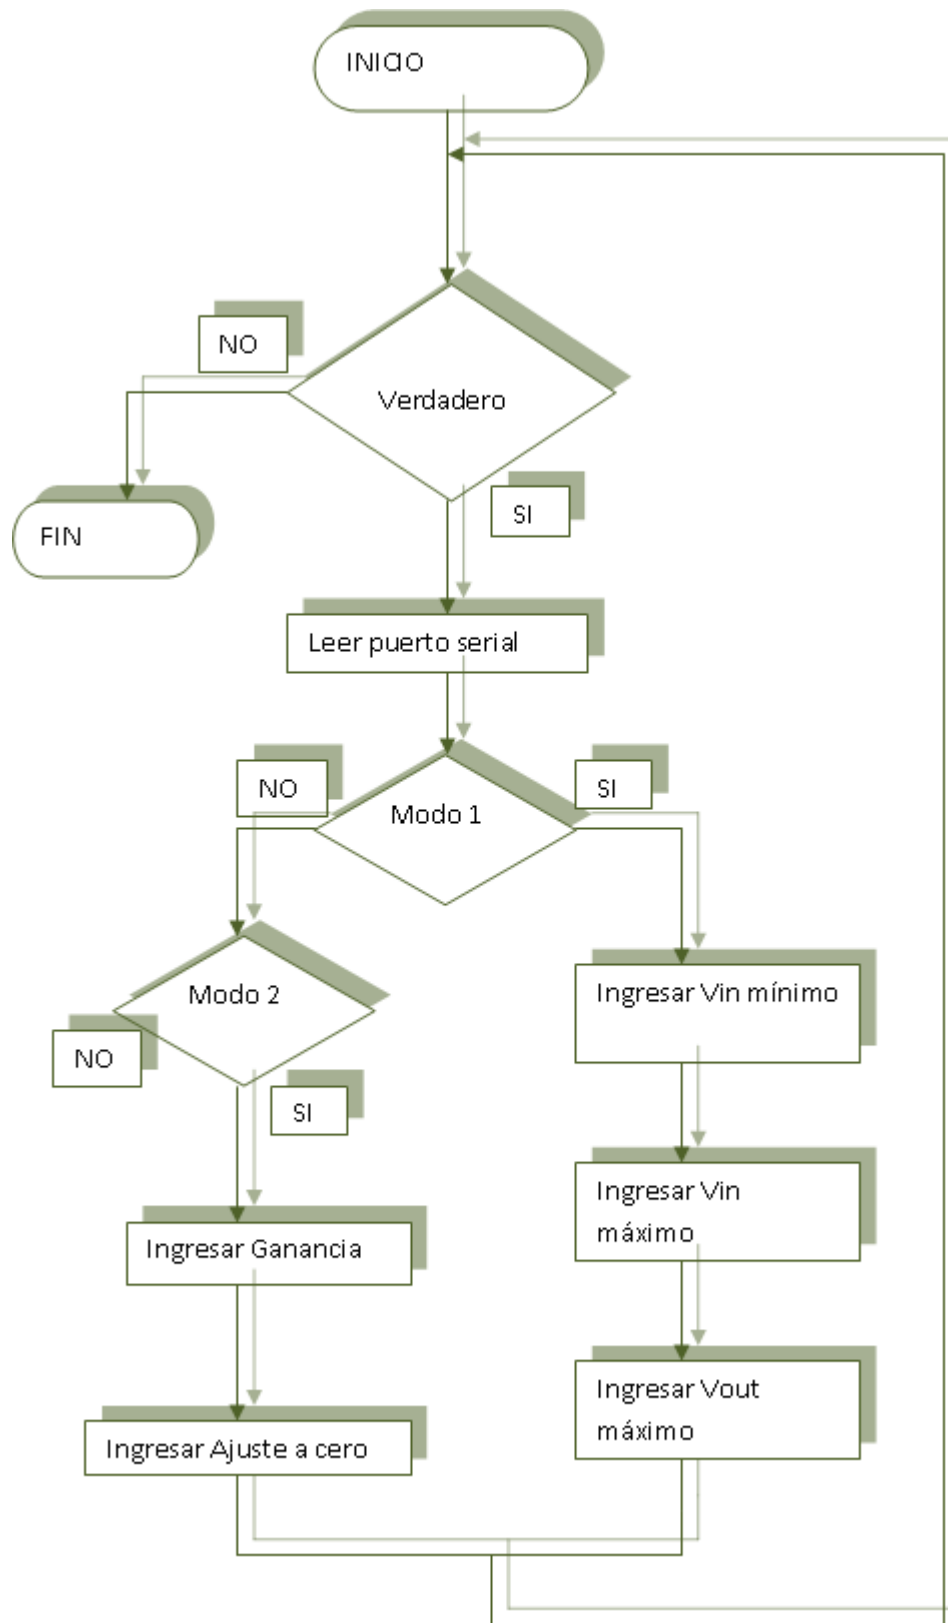 INICIO
NO
Verdadero
SI
FIN
Leer puerto serial
NO
SI
Modo 1
Modo 2
Ingresar Vin mínimo
NO
SI
Ingresar Vin
máximo
Ingresar Ganancia
Ingresar Vout
máximo
Ingresar Ajuste a cero